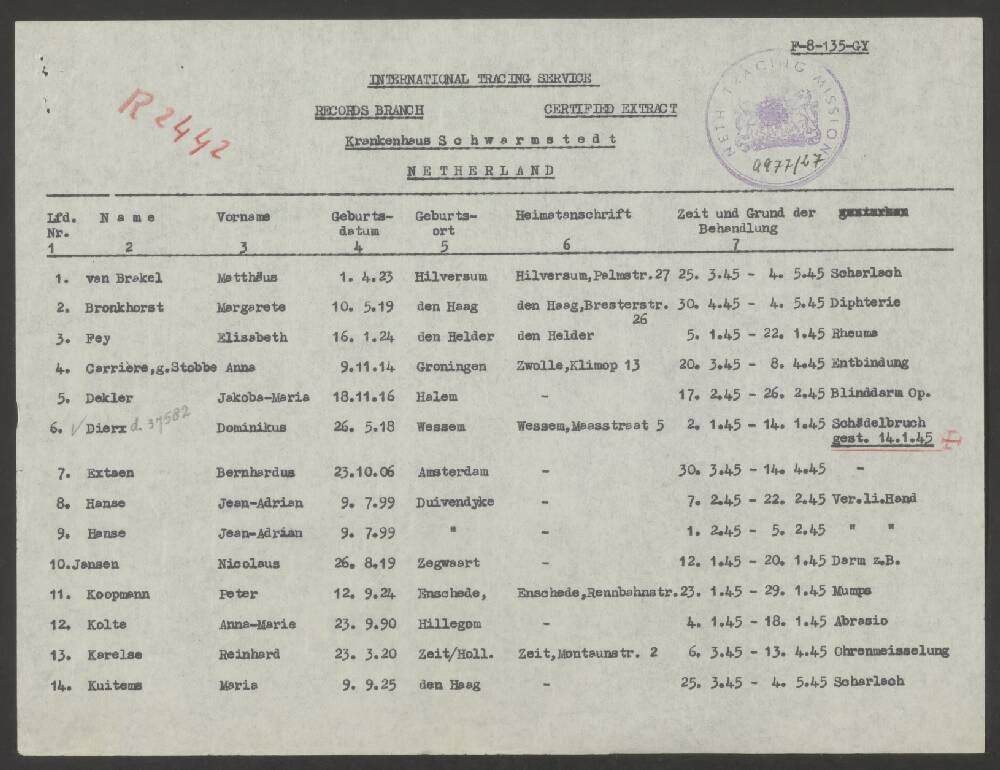 F-8-135-GY
INTERNATIONAL TRACING SERVICE
RECORDS BRANCH CERTIFIED EXTRACT
Krankenhaus Schwarmstedt
NETHERLAND
R 2442
NETH TRACING MISSION
9977/27
Lfd. Name Vorname Geburts- Geburts- Heimatanschrift Zeit und Grund der
Nr. datum ort Behandlung
1 2 3 4 5 6 7
1. van Brakel Matthäus 1. 4.23 Hilversum Hilversum,Palmstr.27 25. 3.45 - 4. 5.45 Scharlach
2. Bronkhorst Margarete 10. 5.19 den Haag den Haag,Bresterstr. 30. 4.45 - 4. 5.45 Diphterie
26
3. Fey Elisabeth 16. 1.24 den Helder den Helder 5. 1.45 - 22. 1.45 Rheuma
4. Carrière,g.Stobbe Anna 9.11.14 Groningen Zwolle,Klimop 13 20. 3.45 - 8. 4.45 Entbindung
5. Dekler Jakoba-Maria 18.11.16 Halem - 17. 2.45 - 26. 2.45 Blinddarm Op.
6. √ Dierx d. 37582 Dominikus 26. 5.18 Wessem Wessem,Maasstraat 5 2. 1.45 - 14. 1.45 Schädelbruch
gest. 14.1.45
7. Extsen Bernhardus 23.10.06 Amsterdam - 30. 3.45 - 14. 4.45 -
8. Hanse Jean-Adrian 9. 7.99 Duivendyke - 7. 2.45 - 22. 2.45 Ver.li.Hand
9. Hanse Jean-Adrian 9. 7.99 " - 1. 2.45 - 5. 2.45 " "
10.Jansen Nicolaus 26. 8.19 Zegwaart - 12. 1.45 - 20. 1.45 Darm z.B.
11. Koopmann Peter 12. 9.24 Enschede, Enschede,Rennbahnstr.23. 1.45 - 29. 1.45 Mumps
12. Kolte Anna-Marie 23. 9.90 Hillegom - 4. 1.45 - 18. 1.45 Abrasio
13. Karelse Reinhard 23. 3.20 Zeit/Holl. Zeit,Montaunstr. 2 6. 3.45 - 13. 4.45 Ohrenmeisselung
14. Kuitems Maria 9. 9.25 den Haag - 25. 3.45 - 4. 5.45 Scharlach